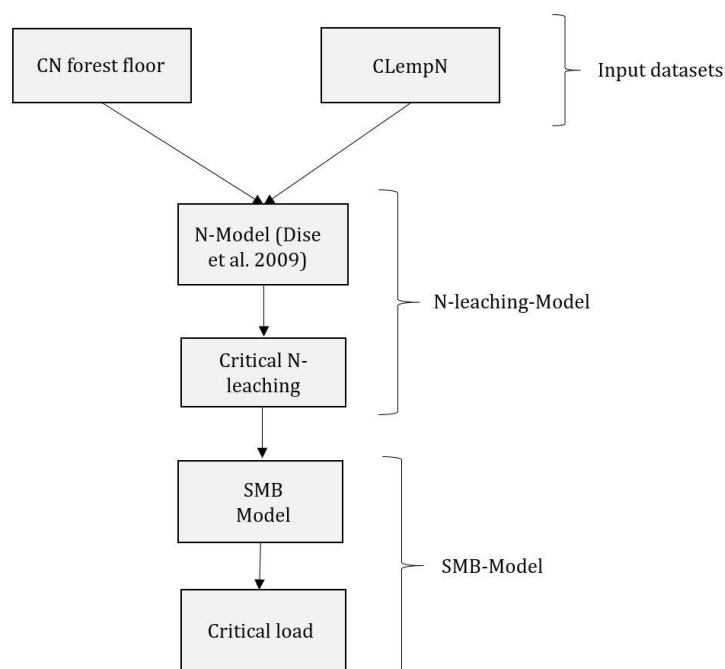 CN forest floor
CLempN
Input datasets
N-Model (Dise
et al. 2009)
N-leaching-Model
Critical N-
leaching
SMB
Model
SMB-Model
Critical load